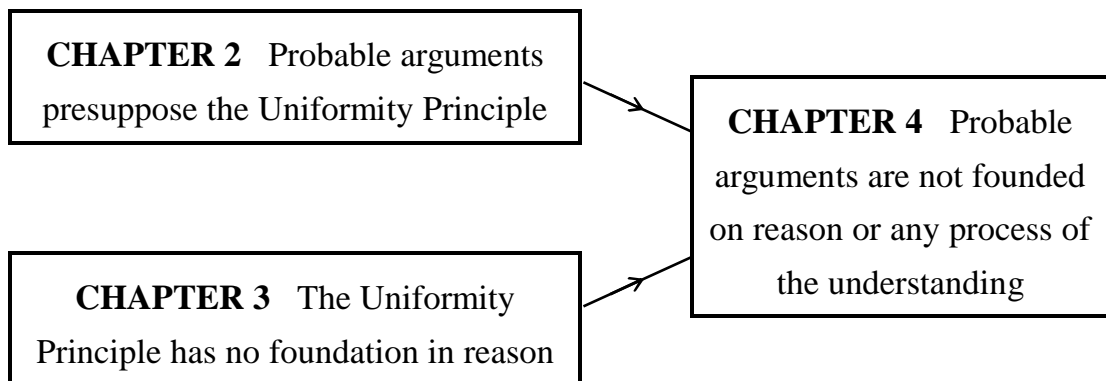 CHAPTER 2 Probable arguments
presuppose the Uniformity Principle
CHAPTER 3 The Uniformity
Principle has no foundation in reason
CHAPTER 4 Probable
arguments are not founded
on reason or any process of
the understanding